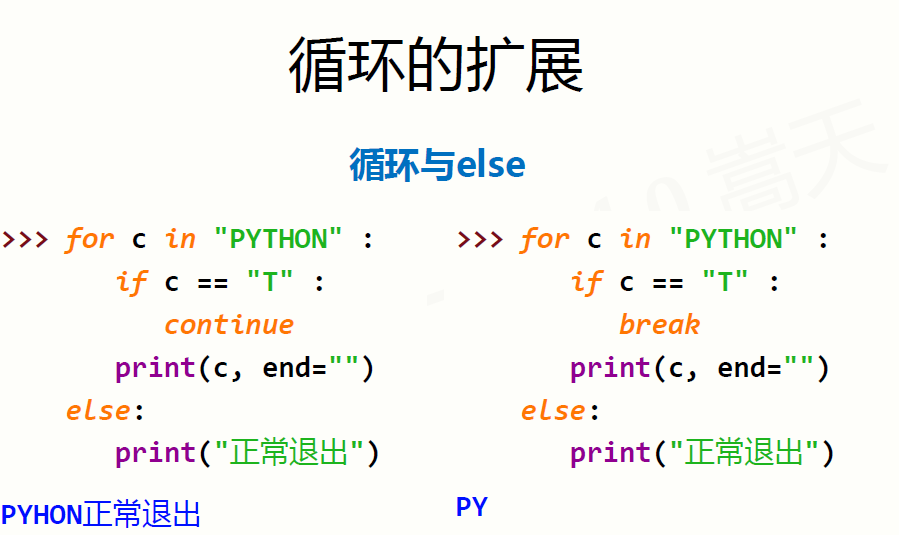 循环的扩展
循环与else
>>> for c in "PYTHON" :
if c == "T" :
continue
print(c, end="")
else:
print("正常退出")
PYHON正常退出
>>> for c in "PYTHON" :
if c == "T" :
break
print(c, end="")
else:
print("正常退出")
PY
嵩天